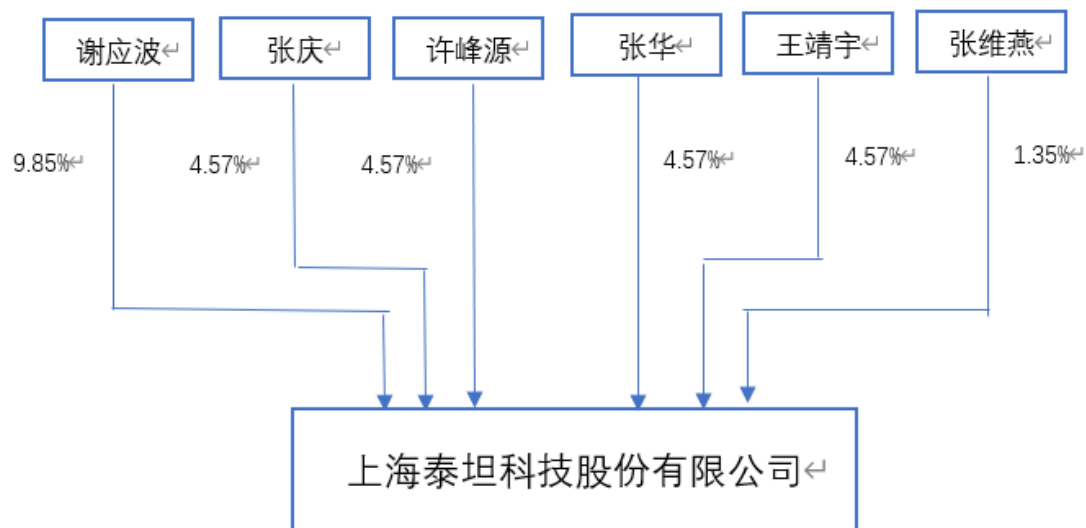 谢应波↵
张庆↵
许峰源↵
张华↵
王靖宇↵
张维燕↵
9.85%↵
4.57%↵
4.57%↵
4.57%↵
4.57%↵
1.35%↵
上海泰坦科技股份有限公司↵